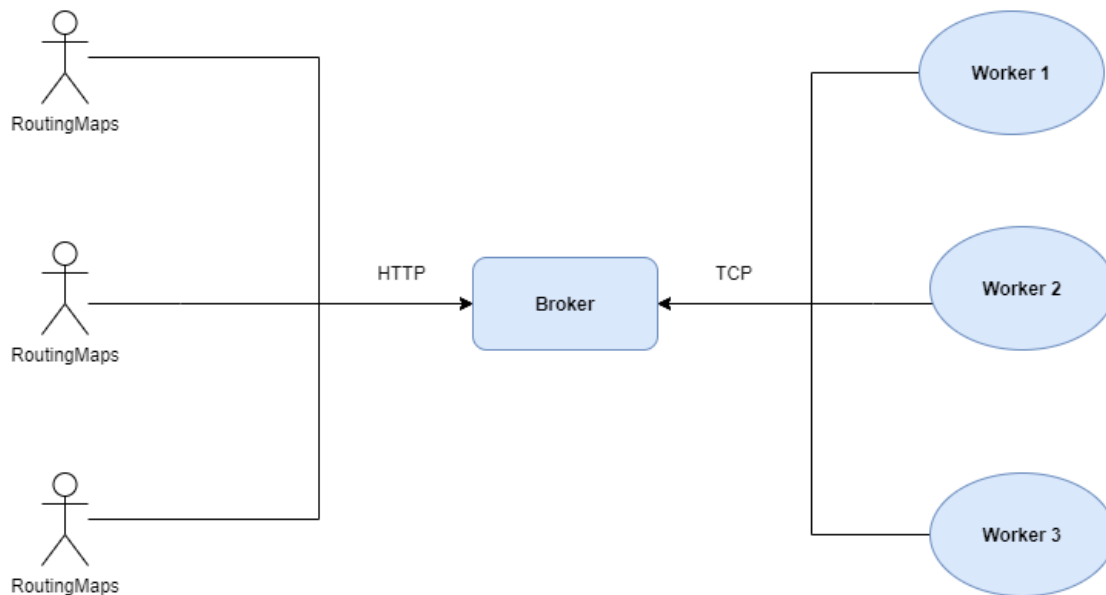 Worker 1
RoutingMaps
HTTP
TCP
Broker
Worker 2
RoutingMaps
Worker 3
RoutingMaps